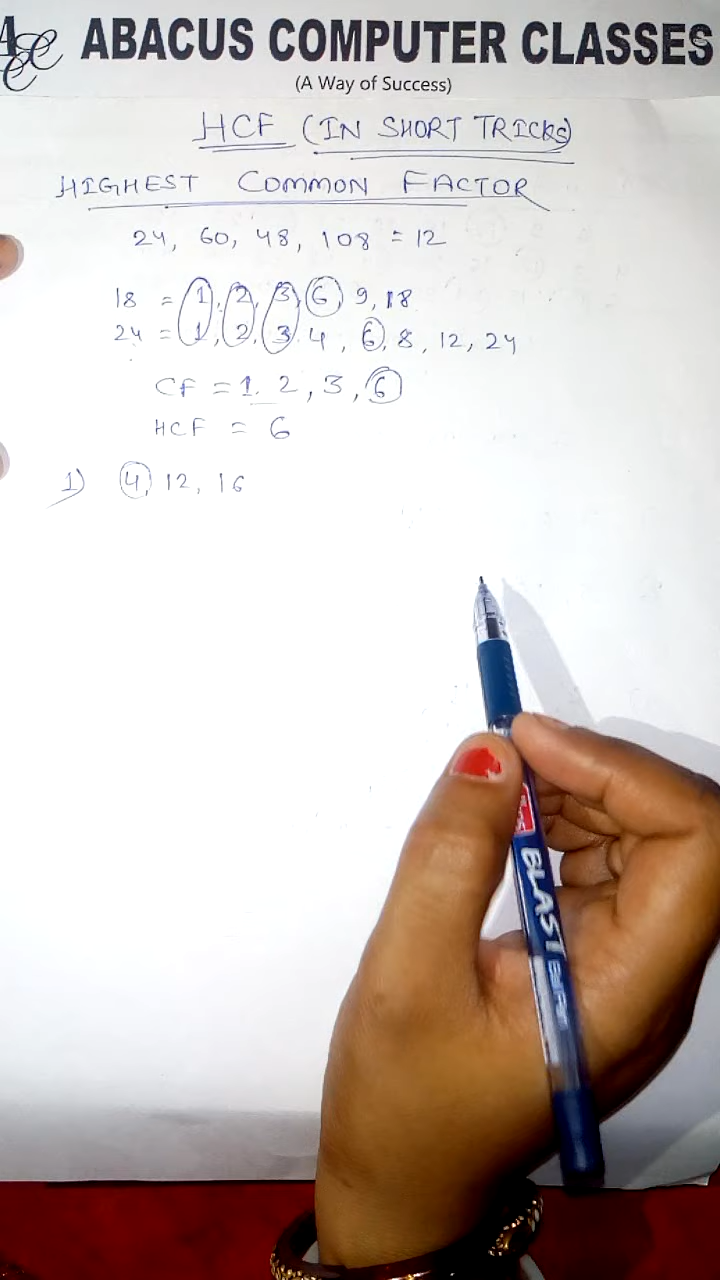 ACC ABACUS COMPUTER CLASSES
(A Way of Success)
HCF (IN SHORT TRICKS)
HIGHEST COMMON FACTOR
24, 60, 48, 108 = 12
18 = 1, 2, 3, 6, 9, 18
24 = 1, 2, 3, 4, 6, 8, 12, 24
CF = 1, 2, 3, 6
HCF = 6
1) 4, 12, 16
BLAST